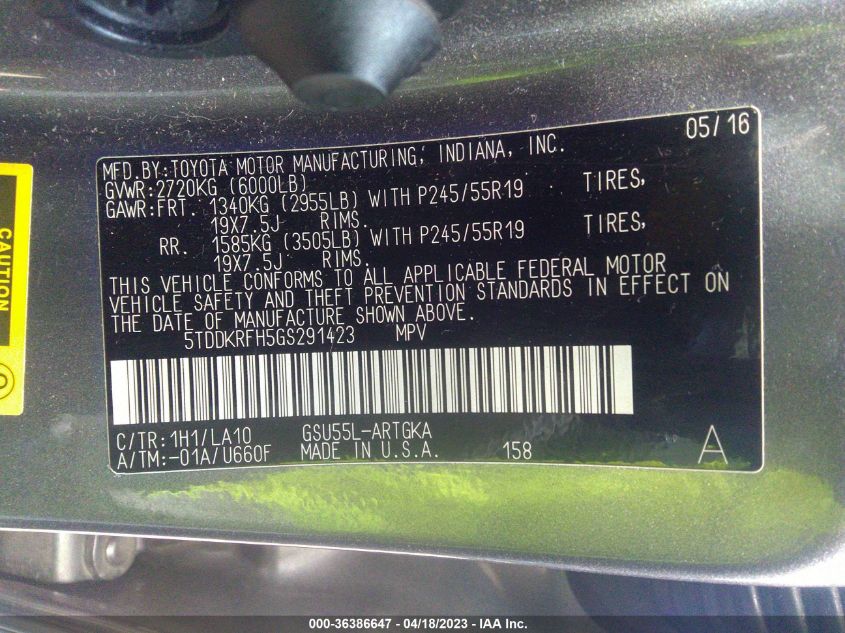 05/16
MFD.BY:TOYOTA MOTOR MANUFACTURING, INDIANA, INC.
GVWR:2720KG (6000LB)
GAWR:FRT. 1340KG (2955LB) WITH P245/55R19 TIRES,
19X7.5J- RIMS.
RR. 1585KG (3505LB) WITH P245/55R19 TIRES,
19X7.5J- RIMS.
THIS VEHICLE CONFORMS TO ALL APPLICABLE FEDERAL MOTOR
VEHICLE SAFETY AND THEFT PREVENTION STANDARDS IN EFFECT ON
THE DATE OF MANUFACTURE SHOWN ABOVE.
5TDDKRFH5GS291423 MPV
C/TR:1H1/LA10 GSU55L-ARTGKA
A/TM:-01A/U660F MADE IN U.S.A. 158 A
CAUTION
000-36386647 - 04/18/2023 - IAA Inc.